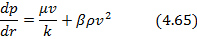 dp/dr = μv/k + βρv² (4.65)